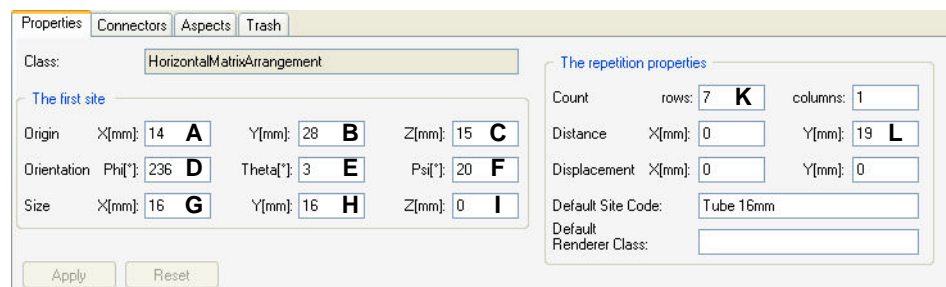 Properties Connectors Aspects Trash
Class: HorizontalMatrixArrangement
The first site
Origin X[mm]: 14 A Y[mm]: 28 B Z[mm]: 15 C
Orientation Phi[°]: 236 D Theta[°]: 3 E Psi[°]: 20 F
Size X[mm]: 16 G Y[mm]: 16 H Z[mm]: 0 I
Apply Reset
The repetition properties
Count rows: 7 K columns: 1
Distance X[mm]: 0 Y[mm]: 19 L
Displacement X[mm]: 0 Y[mm]: 0
Default Site Code: Tube 16mm
Default
Renderer Class: